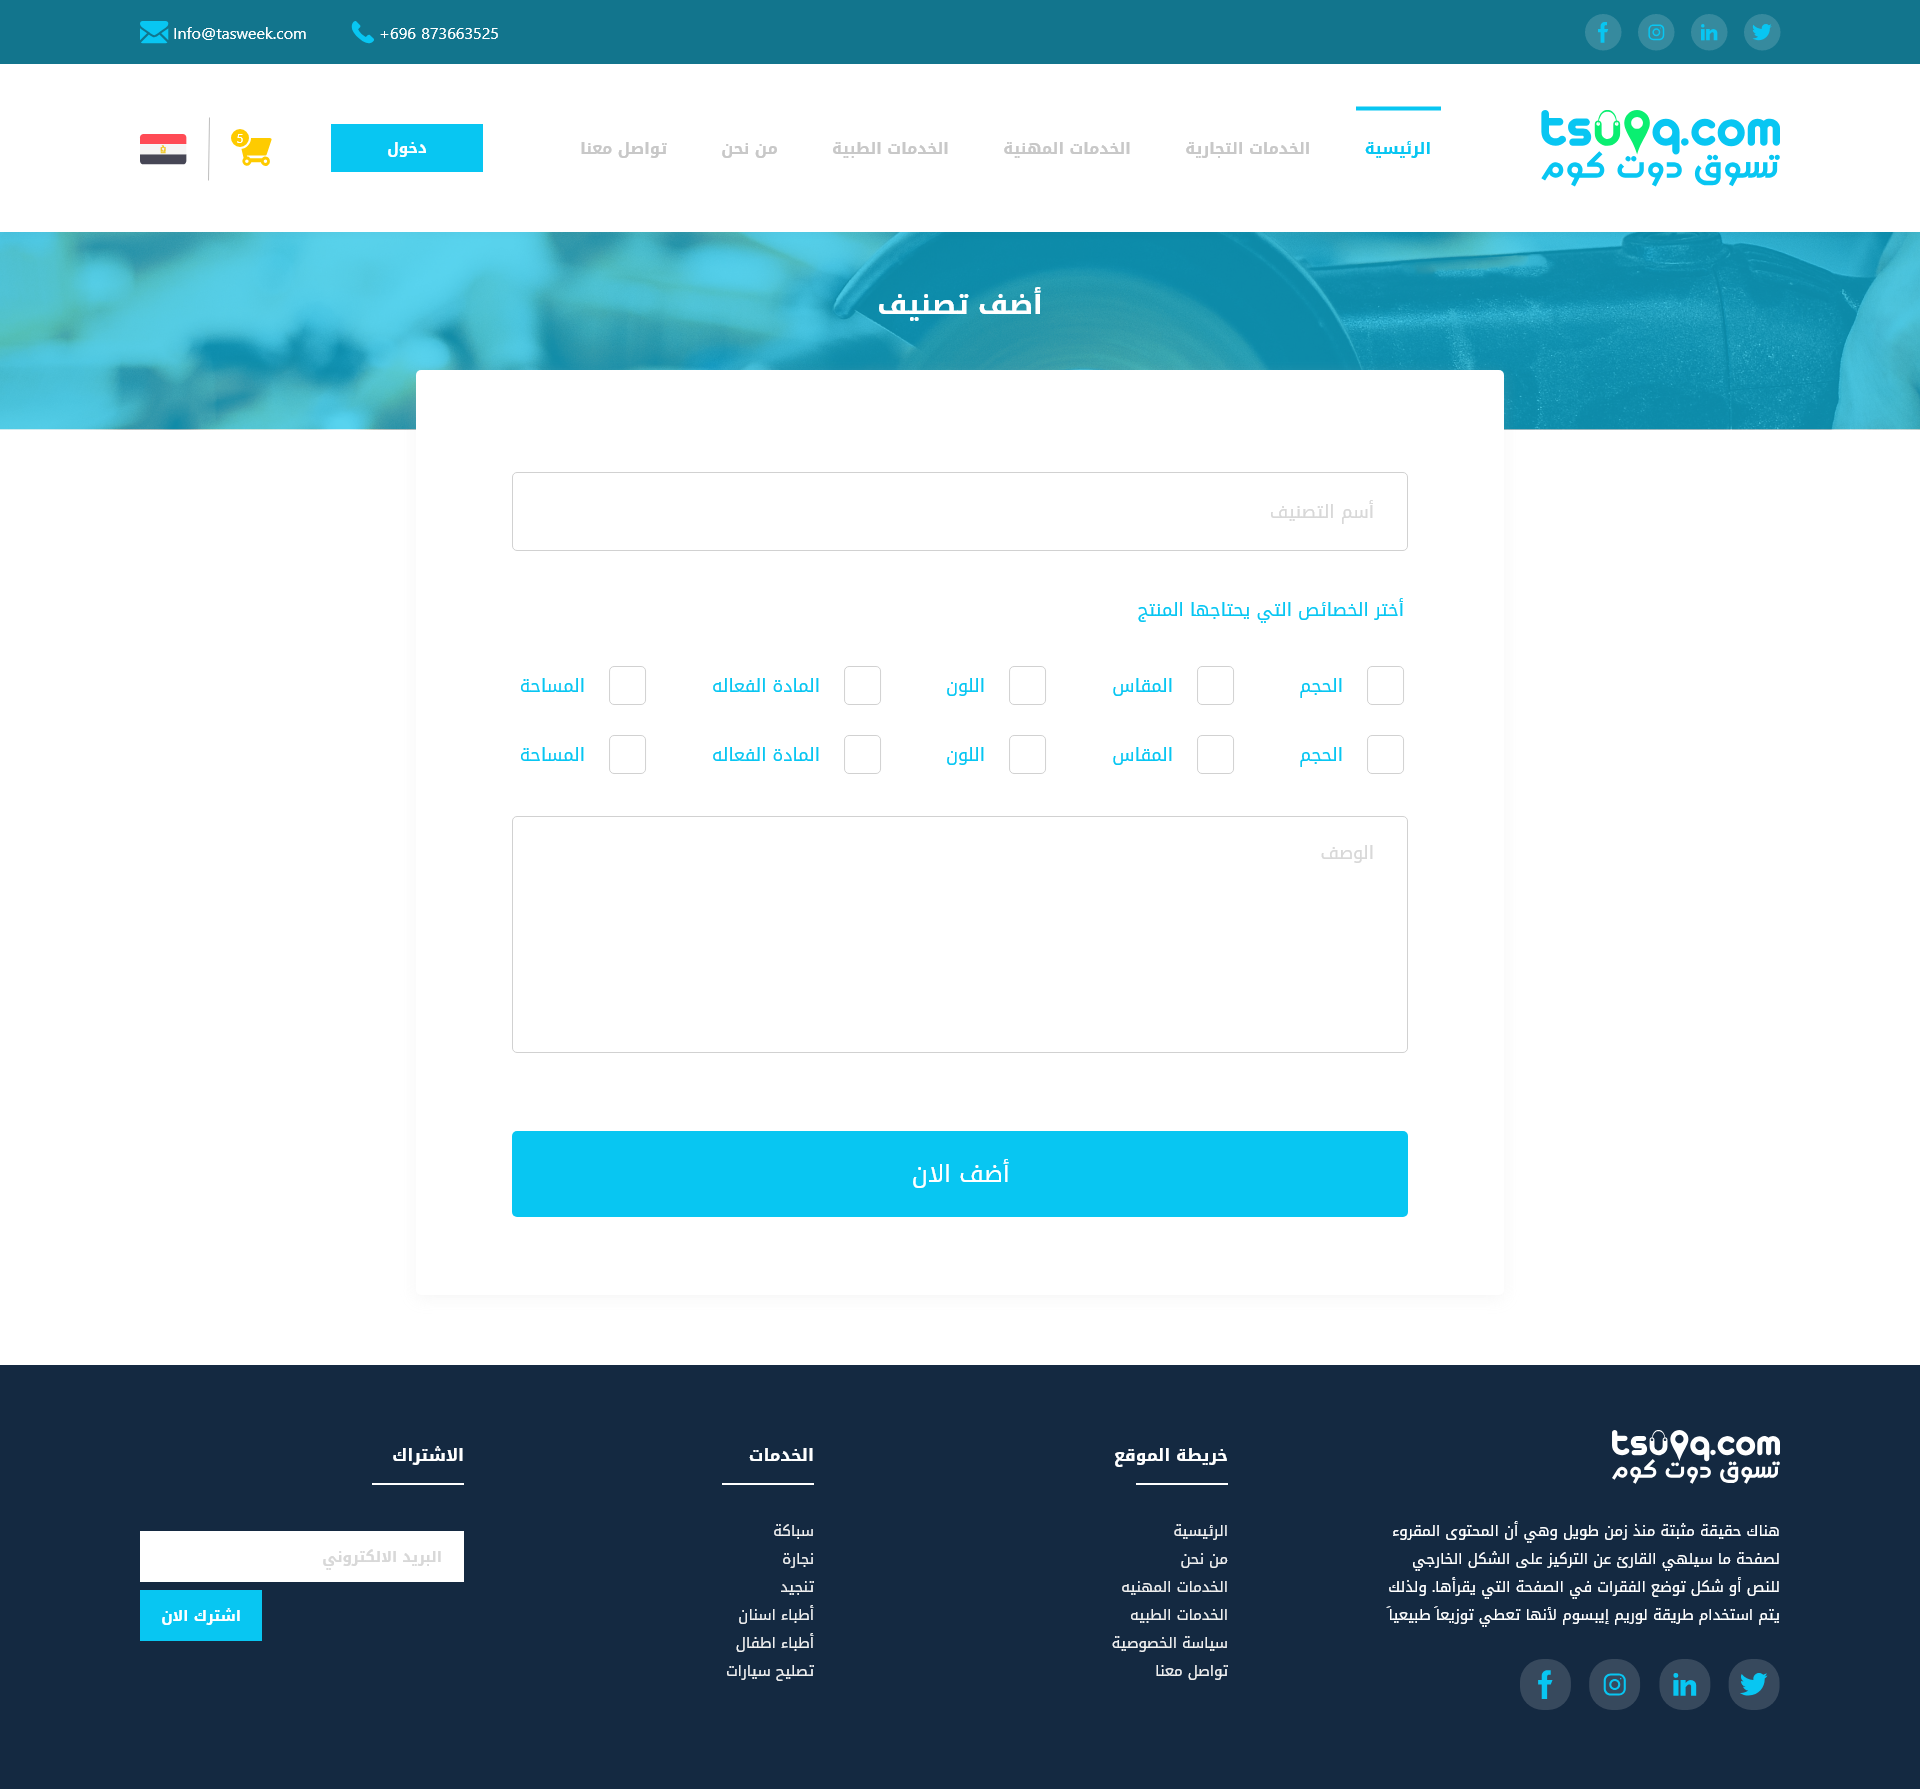 Info@tasweek.com
+696 873663525
tsuoq.com
تسوق دوت كوم
الرئيسية
الخدمات التجارية
الخدمات المهنية
الخدمات الطبية
من نحن
تواصل معنا
دخول
5
أضف تصنيف
أسم التصنيف
أختر الخصائص التي يحتاجها المنتج
الحجم المقاس اللون المادة الفعاله المساحة
الحجم المقاس اللون المادة الفعاله المساحة
الوصف
أضف الان
tsuoq.com
تسوق دوت كوم
هناك حقيقة مثبتة منذ زمن طويل وهي أن المحتوى المقروء
لصفحة ما سيلهي القارئ عن التركيز على الشكل الخارجي
للنص أو شكل توضع الفقرات في الصفحة التي يقرأها. ولذلك
يتم استخدام طريقة لوريم إيبسوم لأنها تعطي توزيعاَ طبيعياَ
خريطة الموقع
الرئيسية
من نحن
الخدمات المهنيه
الخدمات الطبيه
سياسة الخصوصية
تواصل معنا
الخدمات
سباكة
نجارة
تنجيد
أطباء اسنان
أطباء اطفال
تصليح سيارات
الاشتراك
البريد الالكتروني
اشترك الان